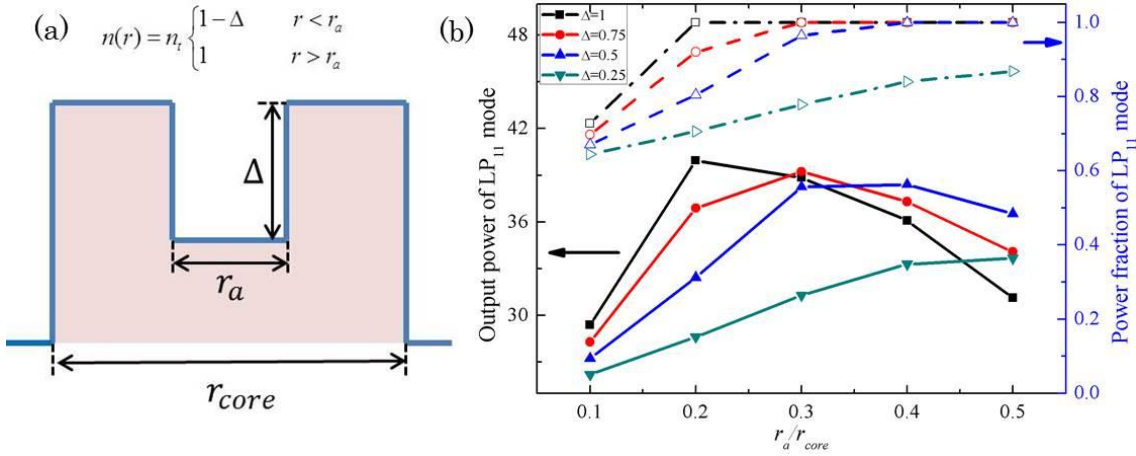 (a)
n(r) = n_t { 1 − Δ r < r_a
1 r > r_a
Δ
r_a
r_core
(b)
Δ=1
Δ=0.75
Δ=0.5
Δ=0.25
Output power of LP_11 mode
48
42
36
30
Power fraction of LP_11 mode
1.0
0.8
0.6
0.4
0.2
0.0
0.1 0.2 0.3 0.4 0.5
r_a/r_core